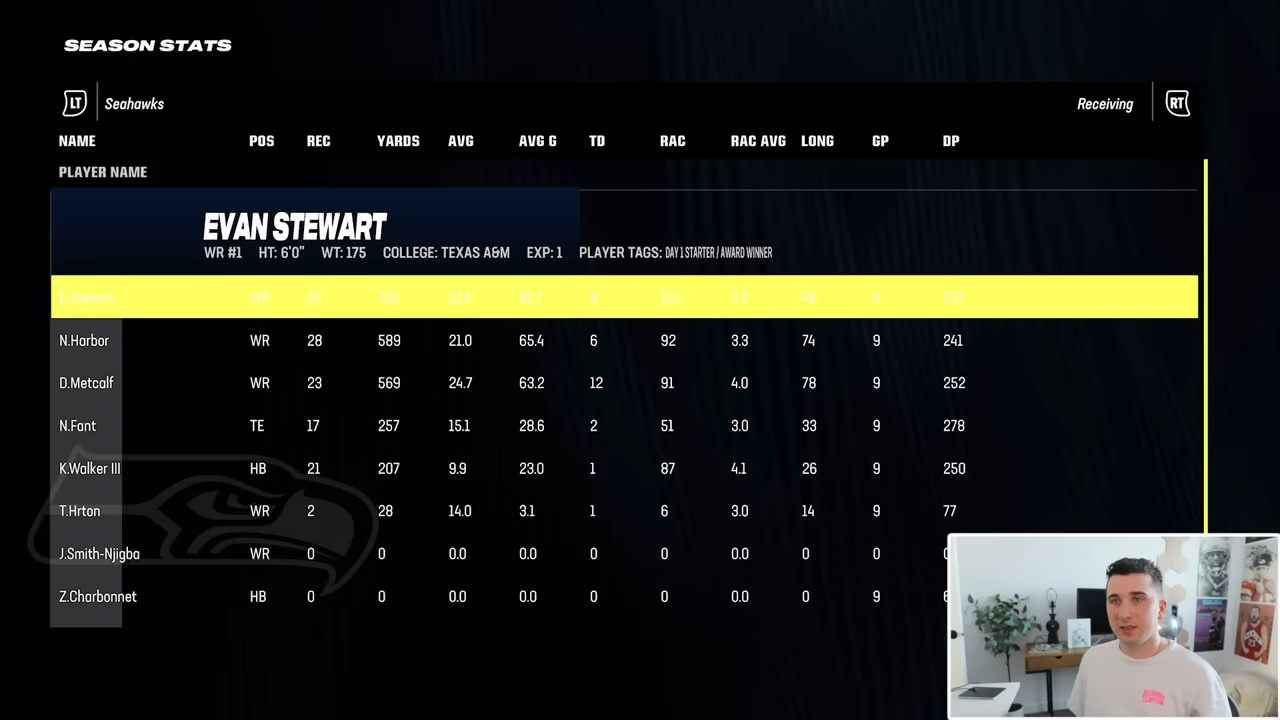 SEASON STATS
LT Seahawks Receiving RT
NAME POS REC YARDS AVG AVG G TD RAC RAC AVG LONG GP DP
PLAYER NAME
EVAN STEWART
WR #1 HT: 6'0" WT: 175 COLLEGE: TEXAS A&M EXP: 1 PLAYER TAGS: DAY 1 STARTER / AWARD WINNER
E.Stewart WR 34
N.Harbor WR 28 589 21.0 65.4 6 92 3.3 74 9 241
D.Metcalf WR 23 569 24.7 63.2 12 91 4.0 78 9 252
N.Fant TE 17 257 15.1 28.6 2 51 3.0 33 9 278
K.Walker III HB 21 207 9.9 23.0 1 87 4.1 26 9 250
T.Hrton WR 2 28 14.0 3.1 1 6 3.0 14 9 77
J.Smith-Njigba WR 0 0 0.0 0.0 0 0 0.0 0 0
Z.Charbonnet HB 0 0 0.0 0.0 0 0 0.0 0 9